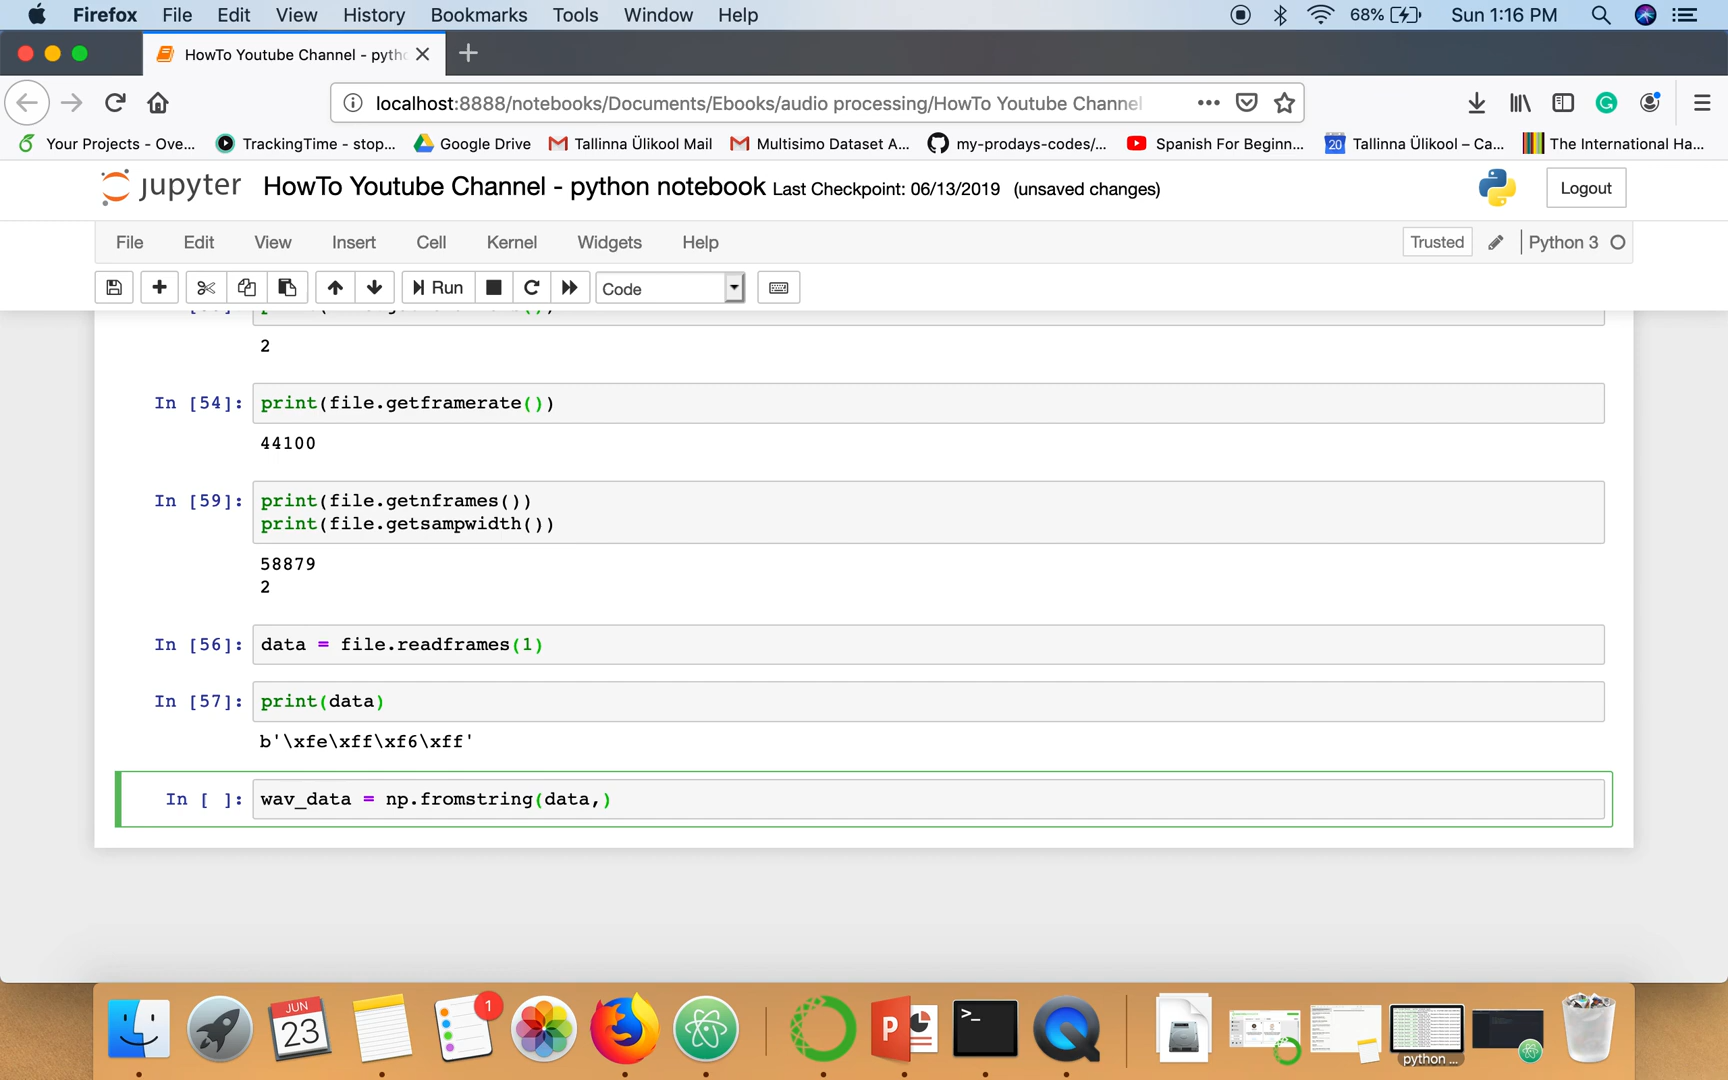 Firefox File Edit View History Bookmarks Tools Window Help 68% Sun 1:16 PM
HowTo Youtube Channel - pyth
localhost:8888/notebooks/Documents/Ebooks/audio processing/HowTo Youtube Channel
Your Projects - Ove... TrackingTime - stop... Google Drive Tallinna Ülikool Mail Multisimo Dataset A... my-prodays-codes/... Spanish For Beginn... 20 Tallinna Ülikool – Ca... The International Ha...
jupyter HowTo Youtube Channel - python notebook Last Checkpoint: 06/13/2019 (unsaved changes) Logout
File Edit View Insert Cell Kernel Widgets Help Trusted Python 3
Run Code
2
In [54]: print(file.getframerate())
44100
In [59]: print(file.getnframes())
print(file.getsampwidth())
58879
2
In [56]: data = file.readframes(1)
In [57]: print(data)
b'\xfe\xff\xf6\xff'
In [ ]: wav_data = np.fromstring(data,)
JUN
23
1
P
>_
python ...